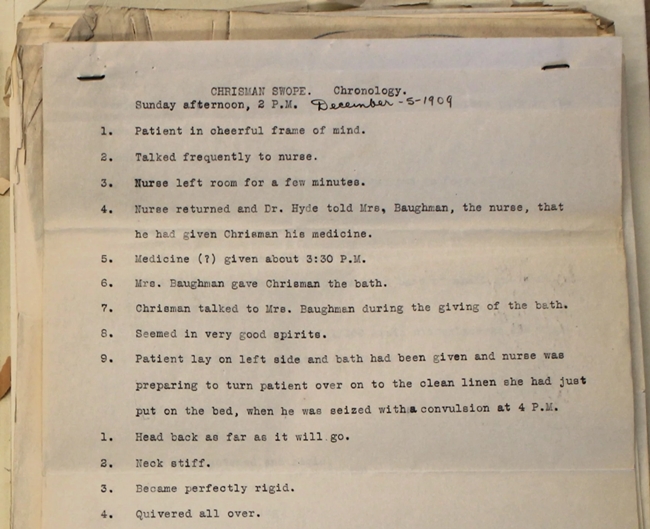 CHRISMAN SWOPE. Chronology.
Sunday afternoon, 2 P.M. December-5-1909
1. Patient in cheerful frame of mind.
2. Talked frequently to nurse.
3. Nurse left room for a few minutes.
4. Nurse returned and Dr. Hyde told Mrs, Baughman, the nurse, that
he had given Chrisman his medicine.
5. Medicine (?) given about 3:30 P.M.
6. Mrs. Baughman gave Chrisman the bath.
7. Chrisman talked to Mrs. Baughman during the giving of the bath.
8. Seemed in very good spirits.
9. Patient lay on left side and bath had been given and nurse was
preparing to turn patient over on to the clean linen she had just
put on the bed, when he was seized with a convulsion at 4 P.M.
1. Head back as far as it will go.
2. Neck stiff.
3. Became perfectly rigid.
4. Quivered all over.